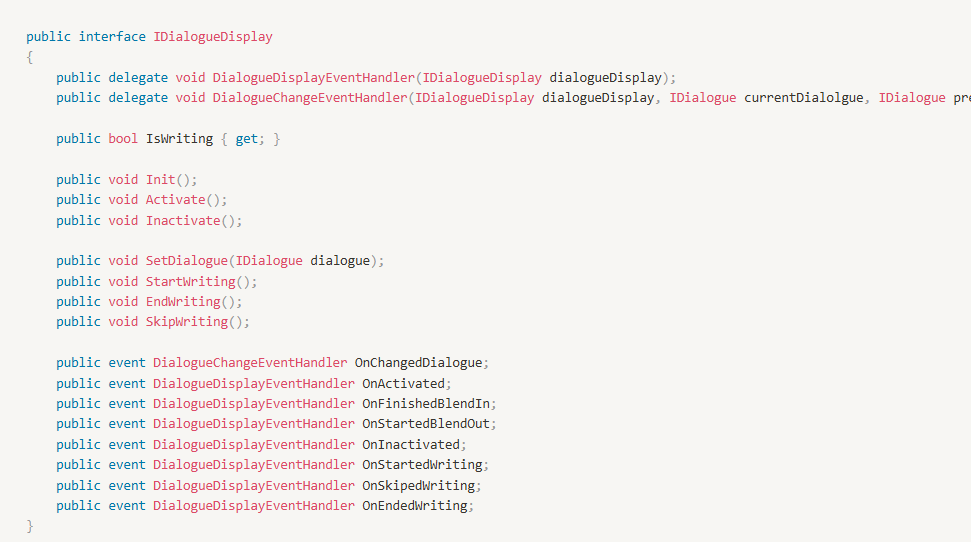 public interface IDialogueDisplay
{
    public delegate void DialogueDisplayEventHandler(IDialogueDisplay dialogueDisplay);
    public delegate void DialogueChangeEventHandler(IDialogueDisplay dialogueDisplay, IDialogue currentDialolgue, IDialogue pre
    public bool IsWriting { get; }
    public void Init();
    public void Activate();
    public void Inactivate();
    public void SetDialogue(IDialogue dialogue);
    public void StartWriting();
    public void EndWriting();
    public void SkipWriting();
    public event DialogueChangeEventHandler OnChangedDialogue;
    public event DialogueDisplayEventHandler OnActivated;
    public event DialogueDisplayEventHandler OnFinishedBlendIn;
    public event DialogueDisplayEventHandler OnStartedBlendOut;
    public event DialogueDisplayEventHandler OnInactivated;
    public event DialogueDisplayEventHandler OnStartedWriting;
    public event DialogueDisplayEventHandler OnSkipedWriting;
    public event DialogueDisplayEventHandler OnEndedWriting;
}